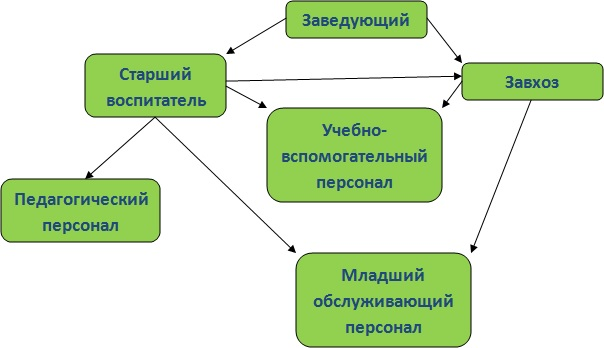 Заведующий
Старший
воспитатель
Завхоз
Учебно-
вспомогательный
персонал
Педагогический
персонал
Младший
обслуживающий
персонал